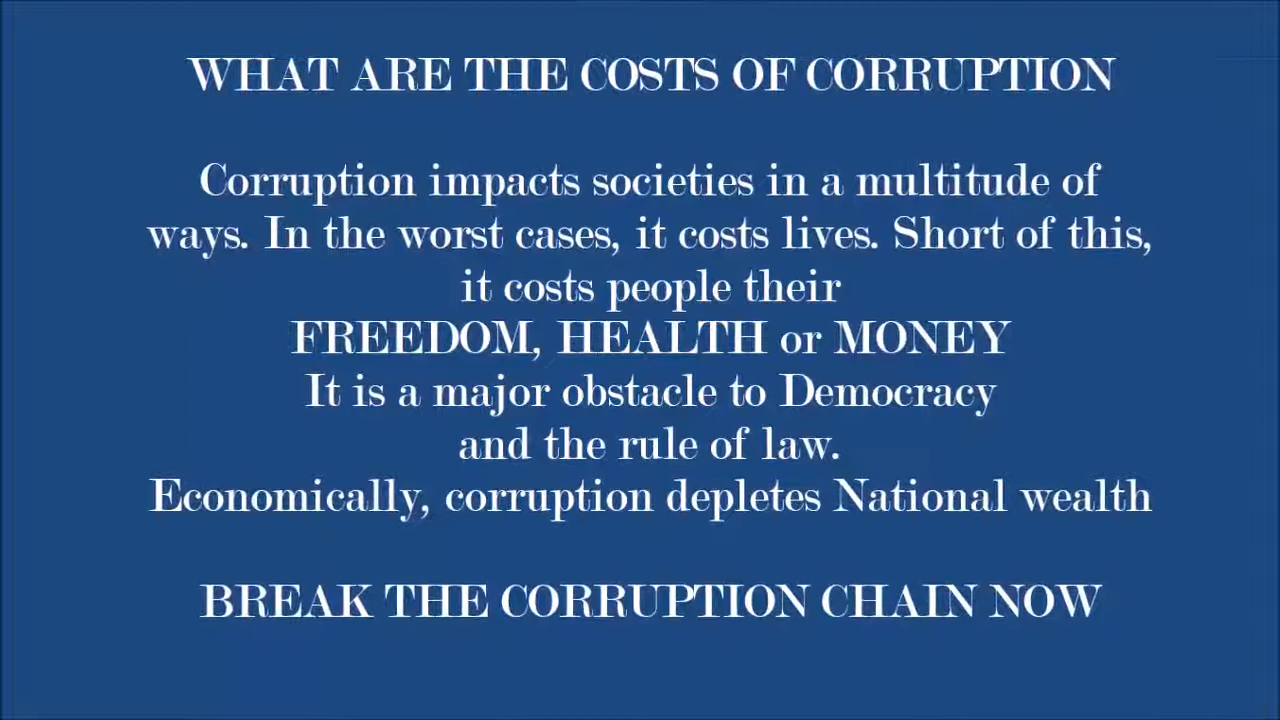 WHAT ARE THE COSTS OF CORRUPTION
Corruption impacts societies in a multitude of
ways. In the worst cases, it costs lives. Short of this,
it costs people their
FREEDOM, HEALTH or MONEY
It is a major obstacle to Democracy
and the rule of law.
Economically, corruption depletes National wealth
BREAK THE CORRUPTION CHAIN NOW